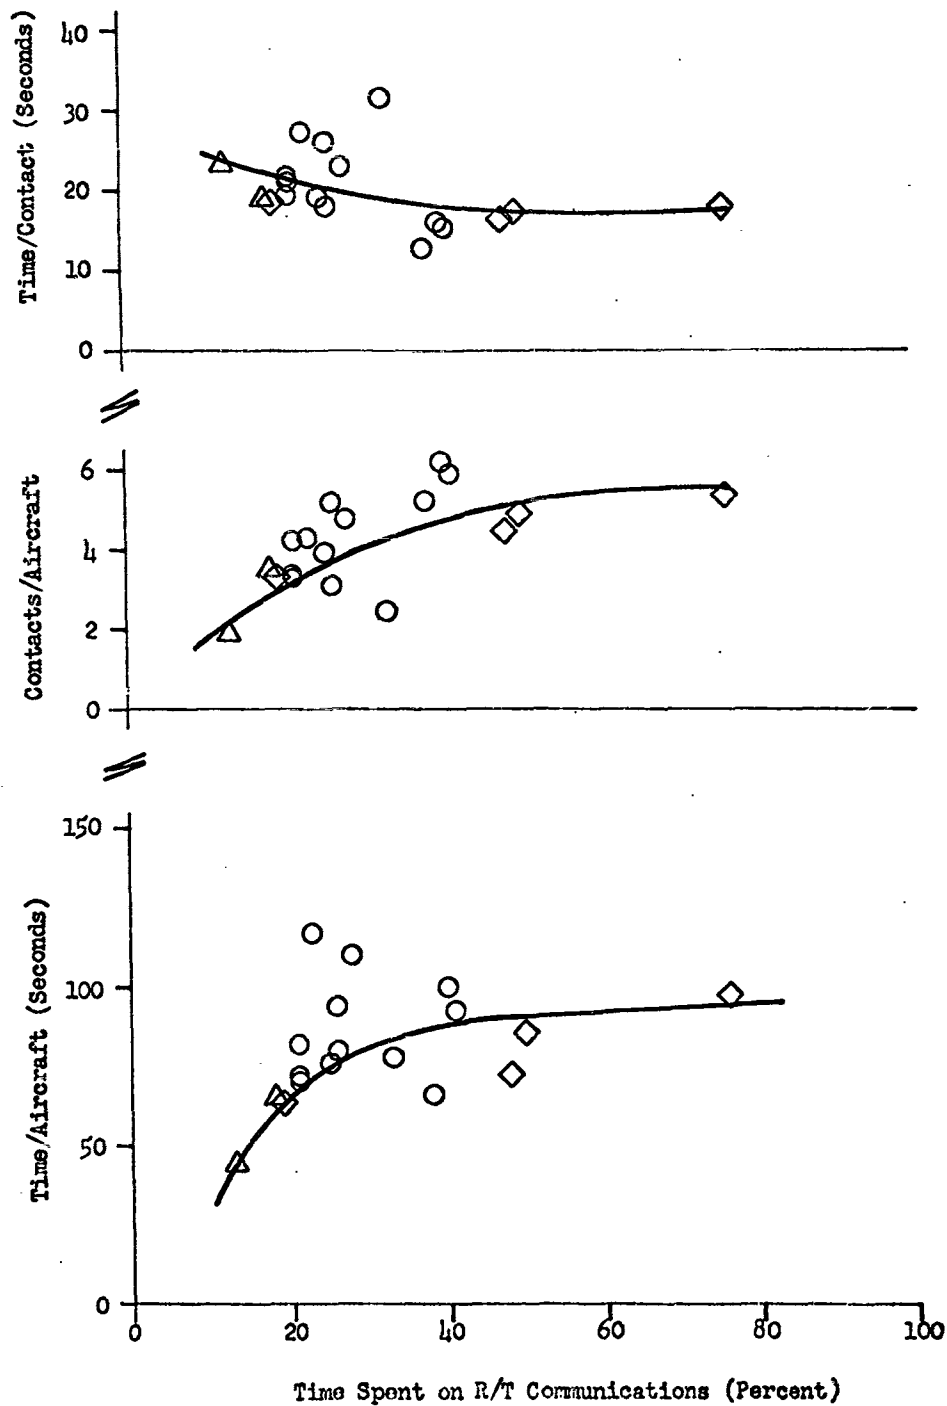 Time/Contact (Seconds)
40
30
20
10
0
Contacts/Aircraft
6
4
2
0
Time/Aircraft (Seconds)
150
100
50
0
0 20 40 60 80 100
Time Spent on R/T Communications (Percent)